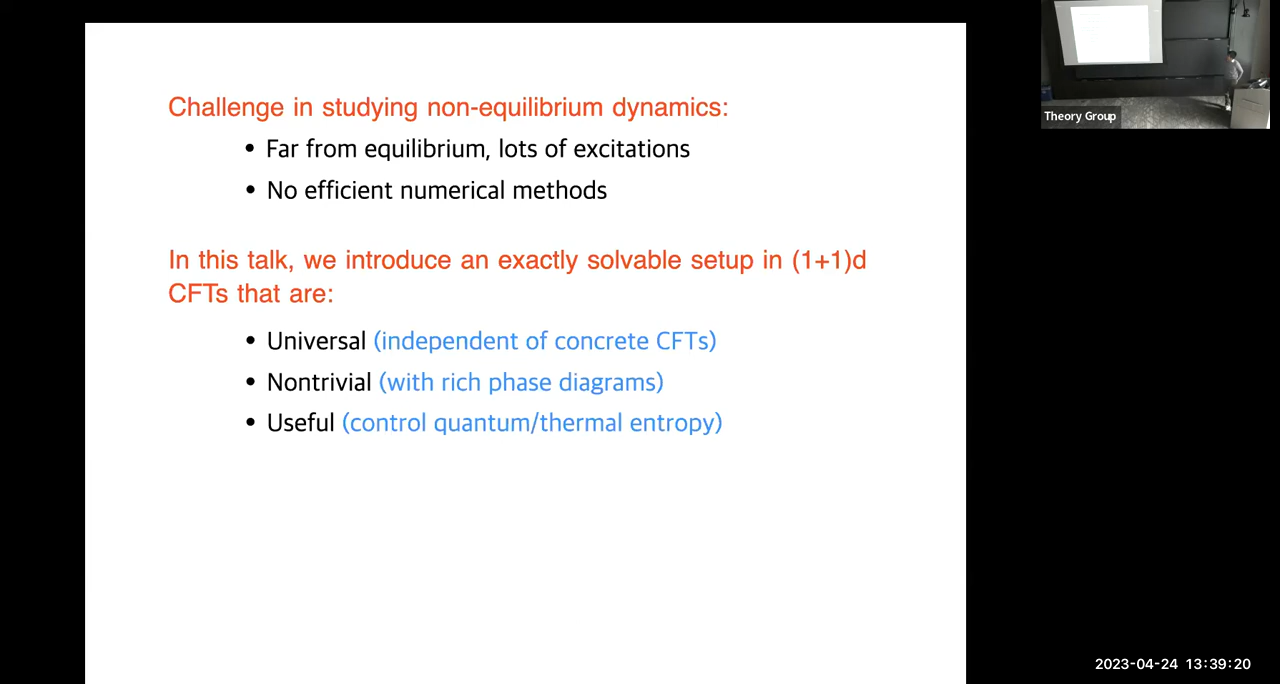 Challenge in studying non-equilibrium dynamics:
• Far from equilibrium, lots of excitations
• No efficient numerical methods
In this talk, we introduce an exactly solvable setup in (1+1)d
CFTs that are:
• Universal (independent of concrete CFTs)
• Nontrivial (with rich phase diagrams)
• Useful (control quantum/thermal entropy)
Theory Group
2023-04-24 13:39:20